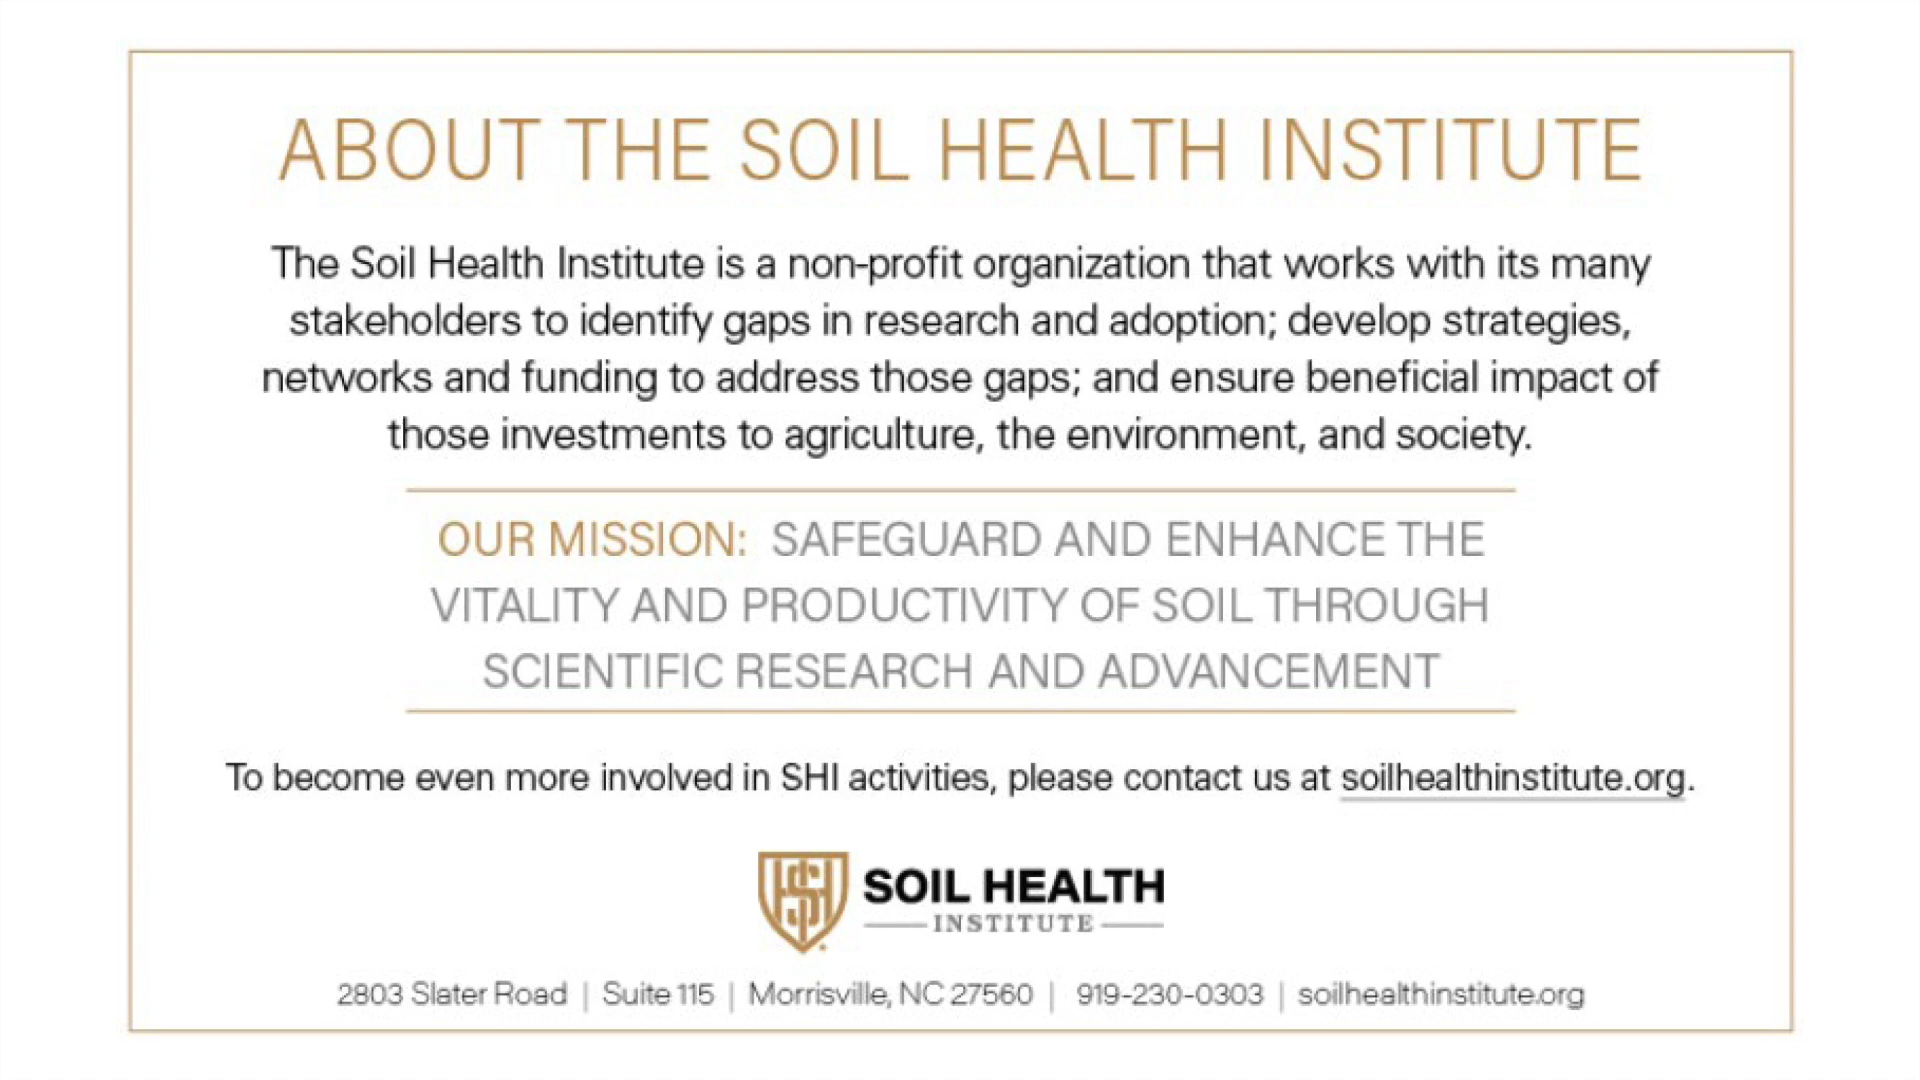 ABOUT THE SOIL HEALTH INSTITUTE
The Soil Health Institute is a non-profit organization that works with its many
stakeholders to identify gaps in research and adoption; develop strategies,
networks and funding to address those gaps; and ensure beneficial impact of
those investments to agriculture, the environment, and society.
OUR MISSION: SAFEGUARD AND ENHANCE THE
VITALITY AND PRODUCTIVITY OF SOIL THROUGH
SCIENTIFIC RESEARCH AND ADVANCEMENT
To become even more involved in SHI activities, please contact us at soilhealthinstitute.org.
SHI
SOIL HEALTH
INSTITUTE
2803 Slater Road | Suite 115 | Morrisville, NC 27560 | 919-230-0303 | soilhealthinstitute.org